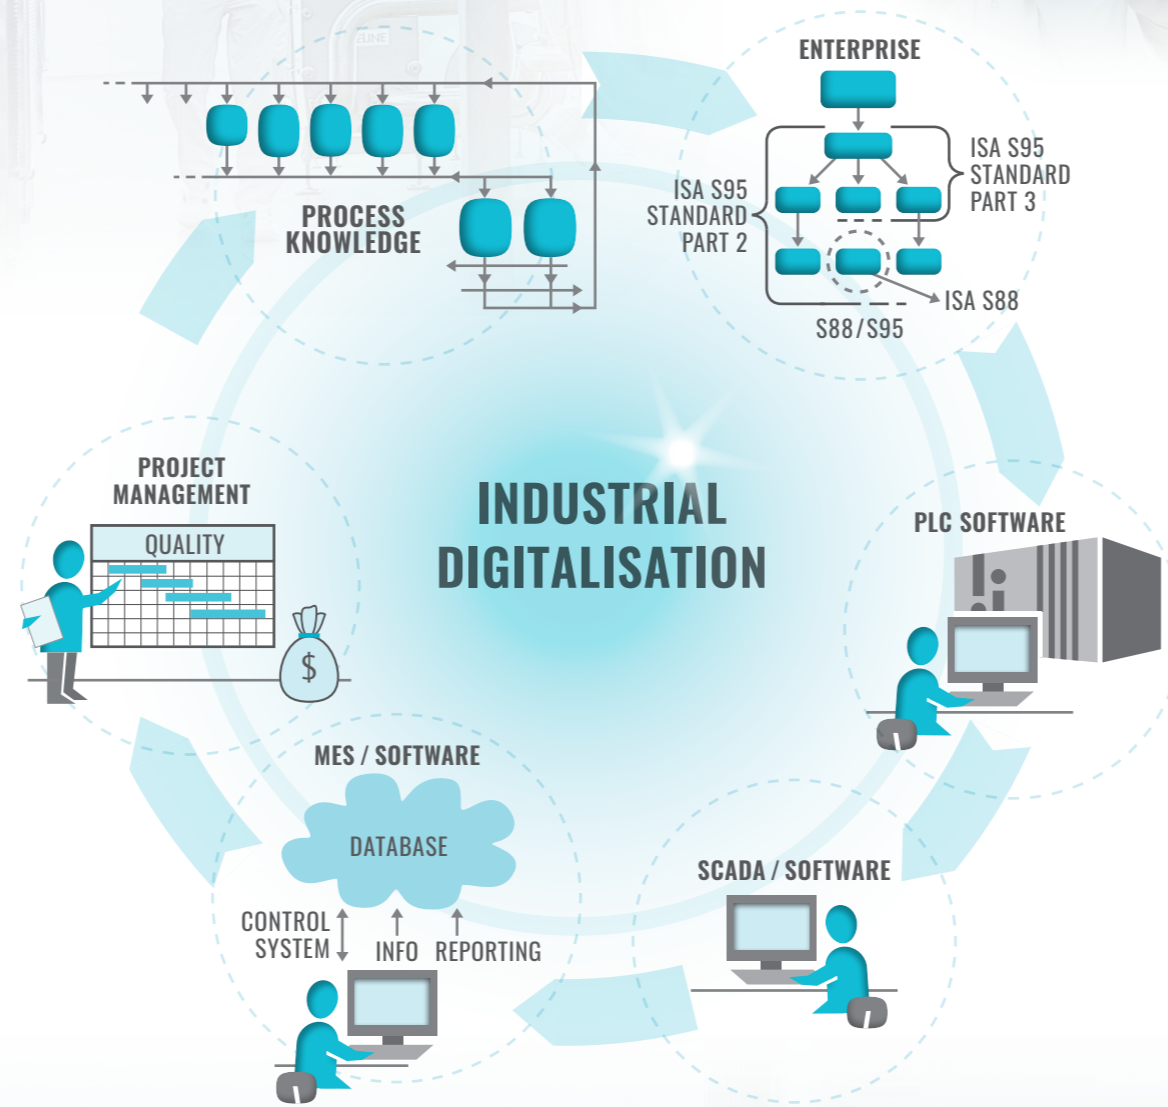 ZLINE
ENTERPRISE
ISA S95
STANDARD
PART 3
ISA S95
STANDARD
PART 2
ISA S88
S88/S95
PROCESS
KNOWLEDGE
INDUSTRIAL
DIGITALISATION
PROJECT
MANAGEMENT
QUALITY
$
PLC SOFTWARE
MES / SOFTWARE
DATABASE
CONTROL
SYSTEM
INFO
REPORTING
SCADA / SOFTWARE